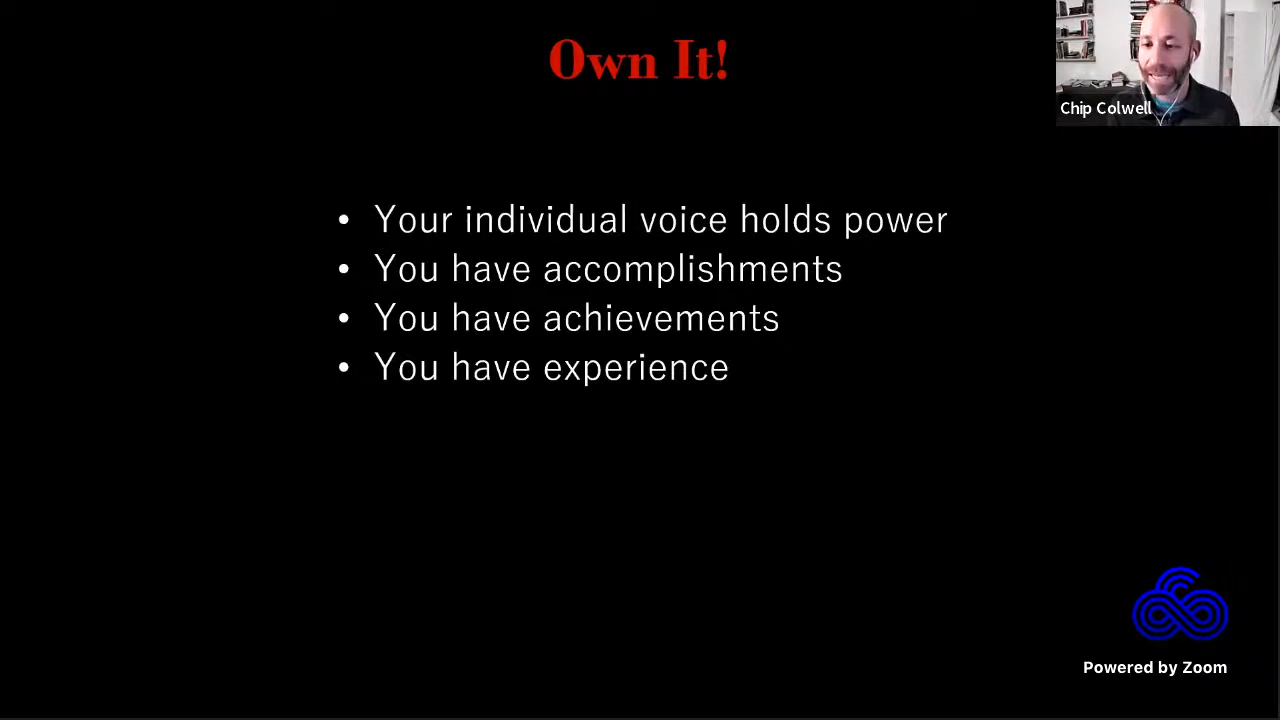 Own It!
Chip Colwell
• Your individual voice holds power
• You have accomplishments
• You have achievements
• You have experience
Powered by Zoom